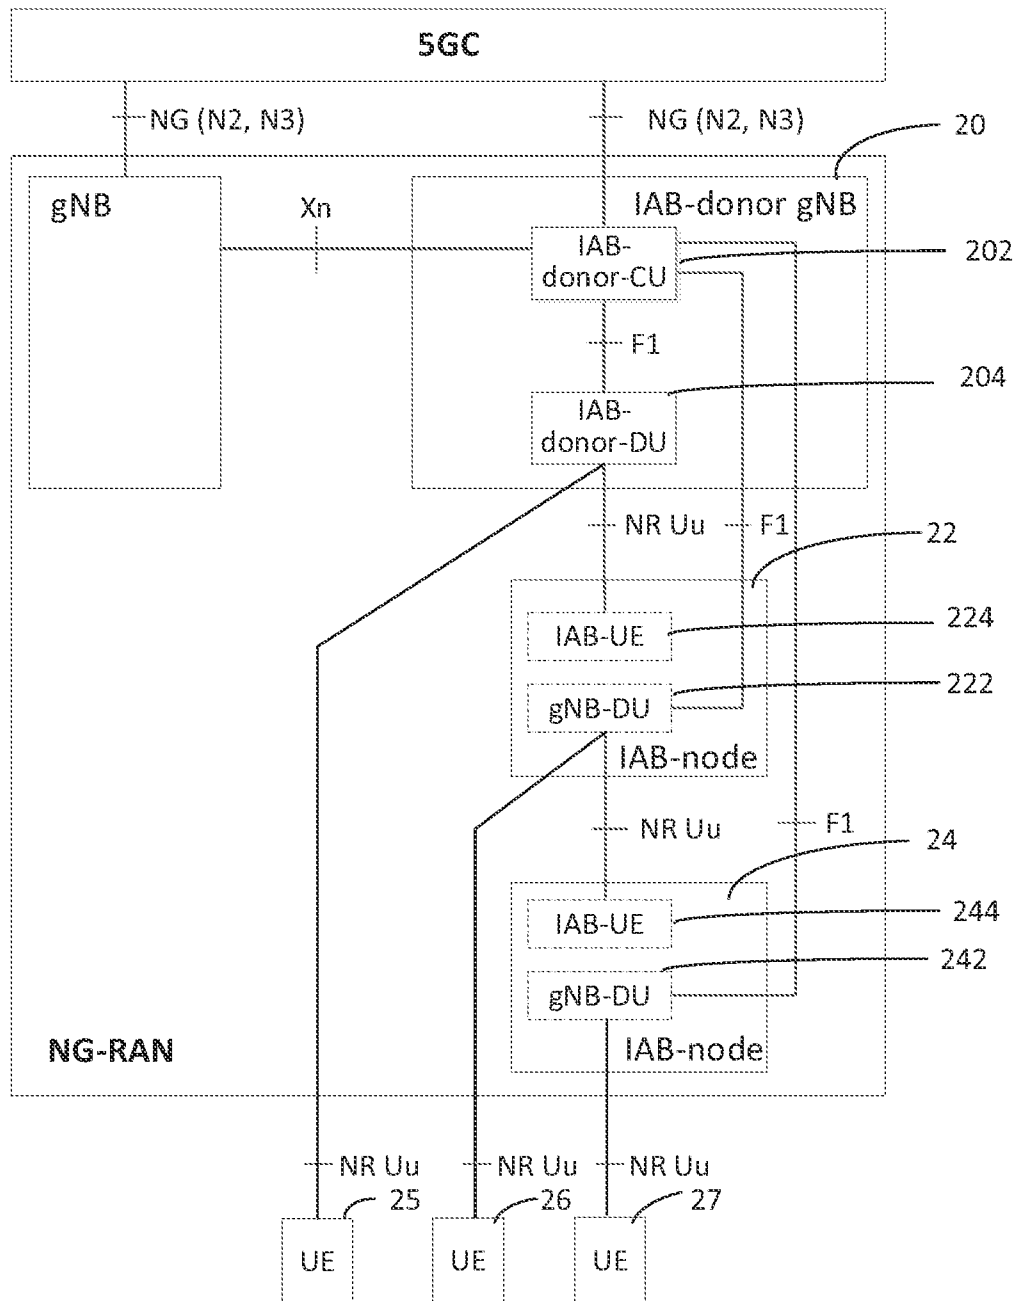 5GC
NG (N2, N3)
NG (N2, N3)
20
gNB
Xn
IAB-donor gNB
IAB-
donor-CU
202
F1
204
IAB-
donor-DU
NR Uu
F1
22
IAB-UE
224
gNB-DU
222
IAB-node
NR Uu
F1
24
IAB-UE
244
gNB-DU
242
IAB-node
NG-RAN
NR Uu
NR Uu
NR Uu
25
26
27
UE
UE
UE